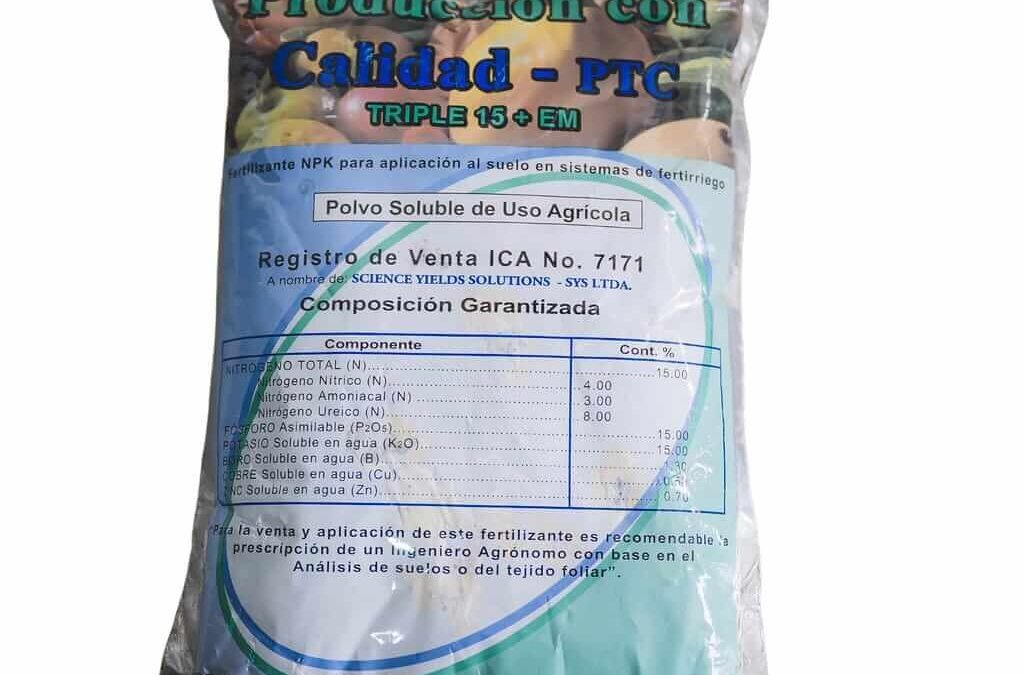 Producción con
Calidad - PTC
TRIPLE 15 + EM
Fertilizante NPK para aplicación al suelo en sistemas de fertirriego
Polvo Soluble de Uso Agrícola
Registro de Venta ICA No. 7171
A nombre de: SCIENCE YIELDS SOLUTIONS - SYS LTDA.
Composición Garantizada
Componente Cont. %
NITROGENO TOTAL (N) 15.00
Nitrógeno Nítrico (N) 4.00
Nitrógeno Amoniacal (N) 3.00
Nitrógeno Ureico (N) 8.00
FÓSFORO Asimilable (P₂O₅) 15.00
POTASIO Soluble en agua (K₂O) 15.00
BORO Soluble en agua (B)
COBRE Soluble en agua (Cu)
ZINC Soluble en agua (Zn) 0.70
"Para la venta y aplicación de este fertilizante es recomendable la
prescripción de un Ingeniero Agrónomo con base en el
Análisis de suelos o del tejido foliar".